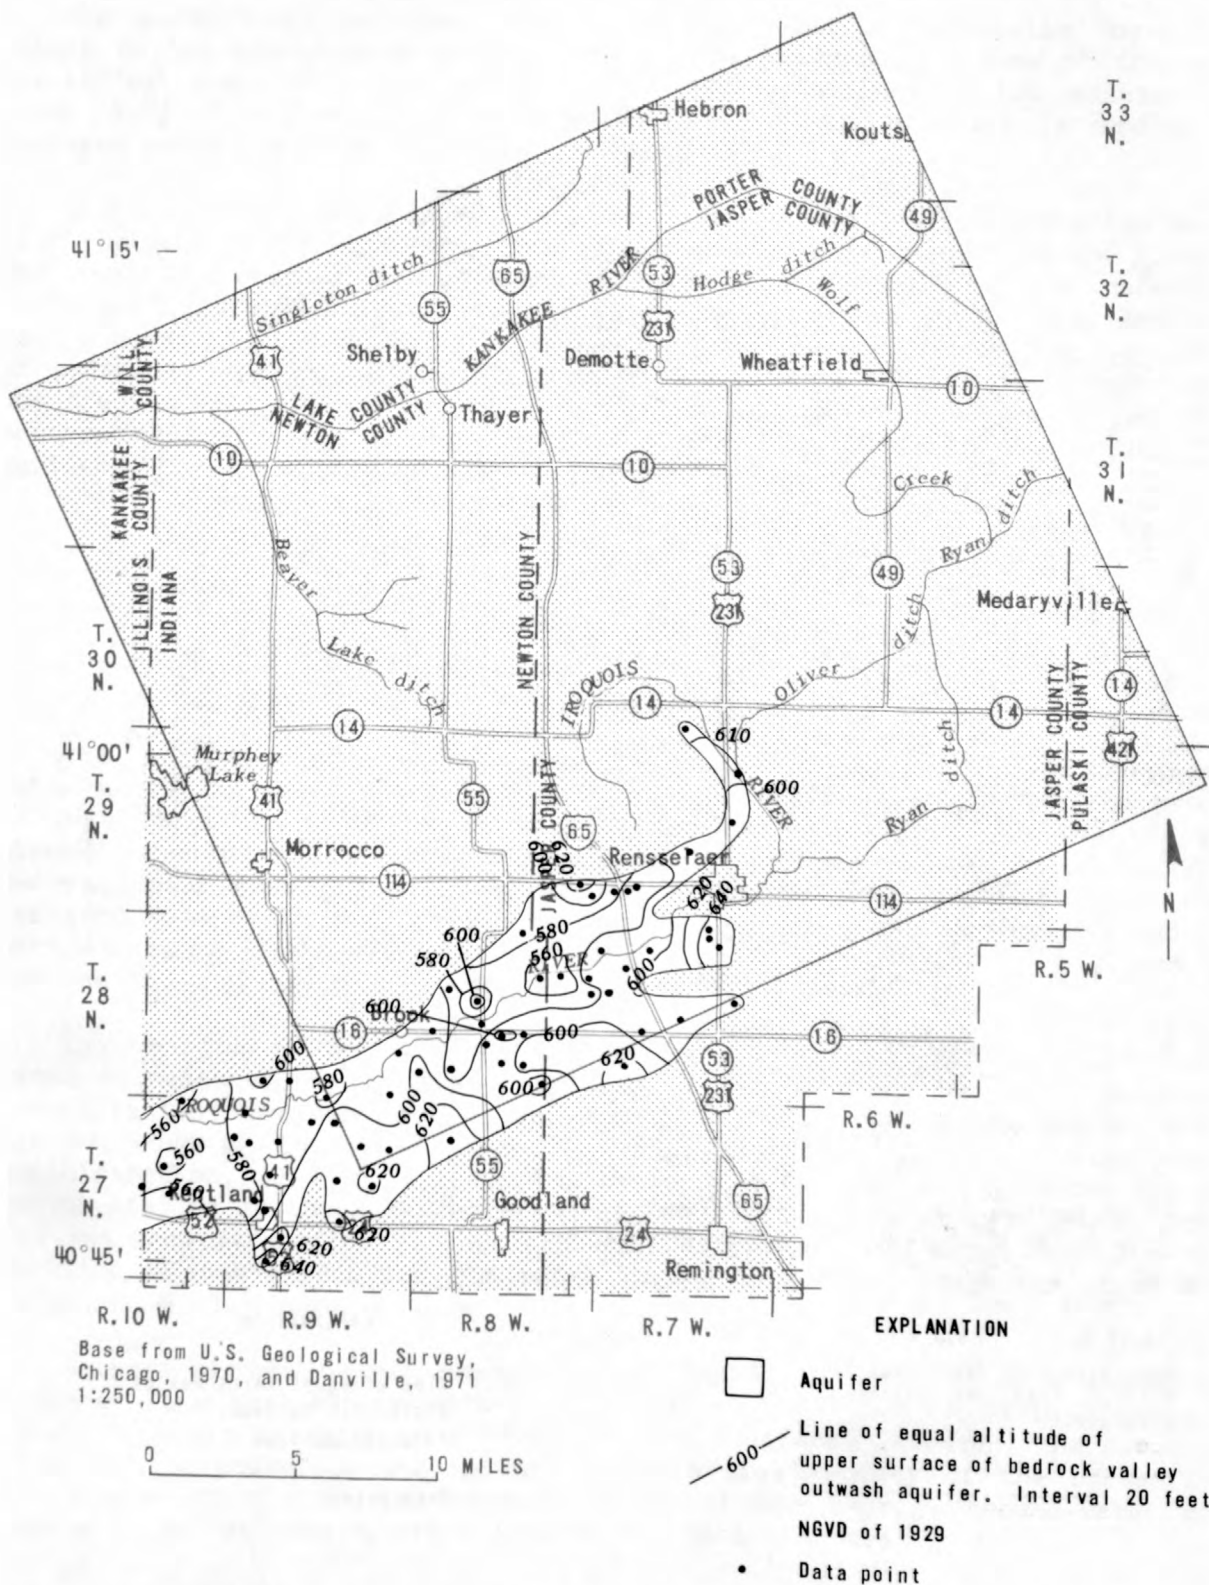 Hebron
Kouts
T.
33
N.
PORTER COUNTY
JASPER COUNTY
49
41°15'
Singleton ditch
65
55
RIVER
53
Hodge ditch
Wolf
T.
32
N.
KANKAKEE
231
WILL
COUNTY
41
Shelby
Demotte
Wheatfield
10
LAKE COUNTY
NEWTON COUNTY
Thayer
10
10
T.
31
N.
KANKAKEE
COUNTY
Creek
Ryan ditch
ILLINOIS
INDIANA
Beaver
Lake ditch
NEWTON COUNTY
JASPER COUNTY
53
231
49
Medaryville
T.
30
N.
IROQUOIS
Oliver ditch
14
14
14
14
610
ditch
JASPER COUNTY
PULASKI COUNTY
421
41°00'
Murphey
Lake
41
55
65
RIVER
600
Ryan
T.
29
N.
Morrocco
600
620
Rensselaer
114
620
640
114
N
600
580
580
560
RIVER
600
R.5 W.
T.
28
N.
600
Brook
16
600
16
600
580
620
53
231
600
IROQUOIS
560
600
620
R.6 W.
560
580
41
T.
27
N.
560
620
55
Kentland
52
Goodland
65
24
620
24
620
640
40°45'
Remington
R.10 W.
R.9 W.
R.8 W.
R.7 W.
Base from U.S. Geological Survey,
Chicago, 1970, and Danville, 1971
1:250,000
0 5 10 MILES
EXPLANATION
Aquifer
600
Line of equal altitude of
upper surface of bedrock valley
outwash aquifer. Interval 20 feet
NGVD of 1929
Data point